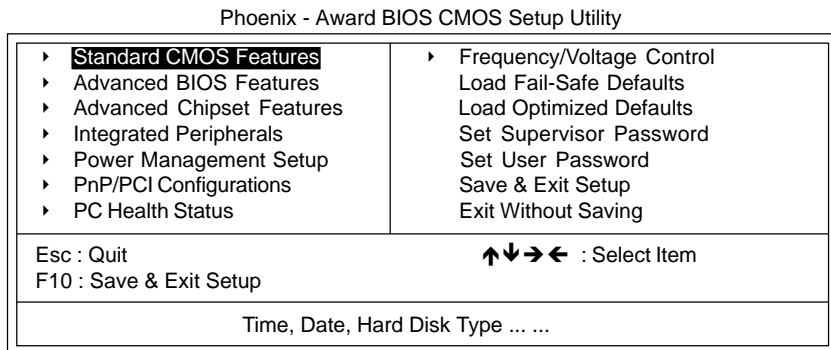 Phoenix - Award BIOS CMOS Setup Utility
Standard CMOS Features
Advanced BIOS Features
Advanced Chipset Features
Integrated Peripherals
Power Management Setup
PnP/PCI Configurations
PC Health Status
Frequency/Voltage Control
Load Fail-Safe Defaults
Load Optimized Defaults
Set Supervisor Password
Set User Password
Save & Exit Setup
Exit Without Saving
Esc : Quit
F10 : Save & Exit Setup
↑↓→← : Select Item
Time, Date, Hard Disk Type ... ...